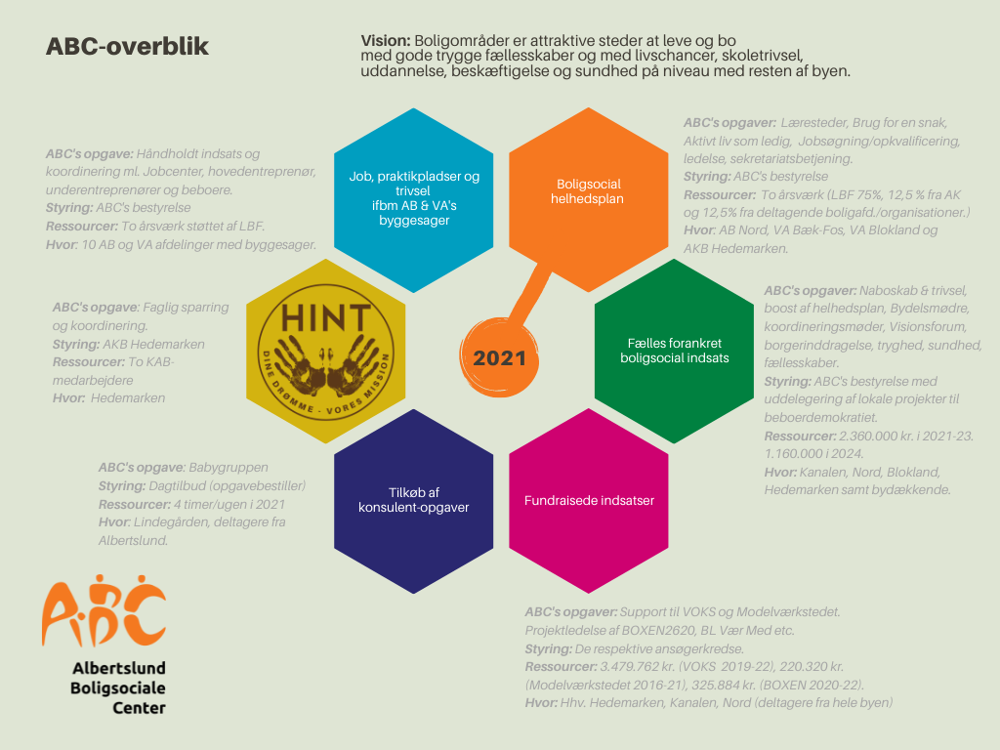 ABC-overblik
Vision: Boligområder er attraktive steder at leve og bo
med gode trygge fællesskaber og med livschancer, skoletrivsel,
uddannelse, beskæftigelse og sundhed på niveau med resten af byen.
ABC's opgave: Håndholdt indsats og
koordinering ml. Jobcenter, hovedentreprenør,
underentreprenører og beboere.
Styring: ABC's bestyrelse
Ressourcer: To årsværk støttet af LBF.
Hvor: 10 AB og VA afdelinger med byggesager.
Job, praktikpladser og
trivsel
ifbm AB & VA's
byggesager
Boligsocial
helhedsplan
ABC's opgaver: Læresteder, Brug for en snak,
Aktivt liv som ledig, Jobsøgning/opkvalificering,
ledelse, sekretariatsbetjening.
Styring: ABC's bestyrelse
Ressourcer: To årsværk (LBF 75%, 12,5 % fra AK
og 12,5% fra deltagende boligafd./organisationer.)
Hvor: AB Nord, VA Bæk-Fos, VA Blokland og
AKB Hedemarken.
ABC's opgave: Faglig sparring
og koordinering.
Styring: AKB Hedemarken
Ressourcer: To KAB-
medarbejdere
Hvor: Hedemarken
HINT
DINE DRØMME - VORES MISSION
2021
Fælles forankret
boligsocial indsats
ABC's opgaver: Naboskab & trivsel,
boost af helhedsplan, Bydelsmødre,
koordineringsmøder, Visionsforum,
borgerinddragelse, tryghed, sundhed,
fællesskaber.
Styring: ABC's bestyrelse med
uddelegering af lokale projekter til
beboerdemokratiet.
Ressourcer: 2.360.000 kr. i 2021-23.
1.160.000 i 2024.
Hvor: Kanalen, Nord, Blokland,
Hedemarken samt bydækkende.
ABC's opgave: Babygruppen
Styring: Dagtilbud (opgavebestiller)
Ressourcer: 4 timer/ugen i 2021
Hvor: Lindegården, deltagere fra
Albertslund.
Tilkøb af
konsulent-opgaver
Fundraisede indsatser
ABC
Albertslund
Boligsociale
Center
ABC's opgaver: Support til VOKS og Modelværkstedet.
Projektledelse af BOXEN2620, BL Vær Med etc.
Styring: De respektive ansøgerkredse.
Ressourcer: 3.479.762 kr. (VOKS 2019-22), 220.320 kr.
(Modelværkstedet 2016-21), 325.884 kr. (BOXEN 2020-22).
Hvor: Hhv. Hedemarken, Kanalen, Nord (deltagere fra hele byen)